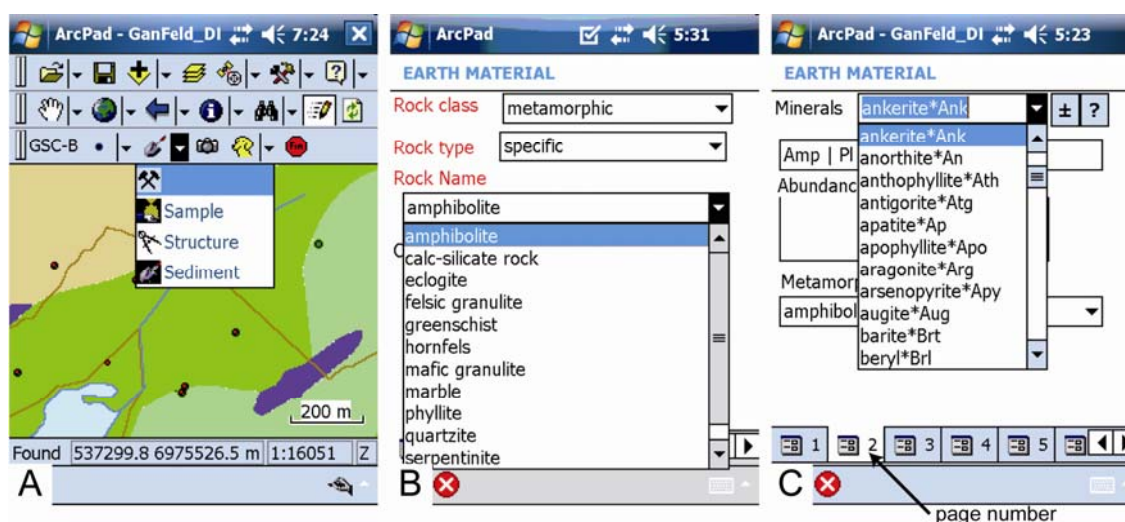 ArcPad - GanFeld_DI 7:24
GSC-B
Fin
Sample
Structure
Sediment
200 m
Found 537299.8 6975526.5 m 1:16051 Z
A
ArcPad 5:31
EARTH MATERIAL
Rock class metamorphic
Rock type specific
Rock Name
amphibolite
amphibolite
calc-silicate rock
eclogite
felsic granulite
greenschist
hornfels
mafic granulite
marble
phyllite
quartzite
serpentinite
B
ArcPad - GanFeld_DI 5:23
EARTH MATERIAL
Minerals ankerite*Ank ± ?
ankerite*Ank
Amp | Pl anorthite*An
Abundanc anthophyllite*Ath
antigorite*Atg
apatite*Ap
apophyllite*Apo
aragonite*Arg
Metamor arsenopyrite*Apy
amphibol augite*Aug
barite*Brt
beryl*Brl
1 2 3 4 5
C
page number